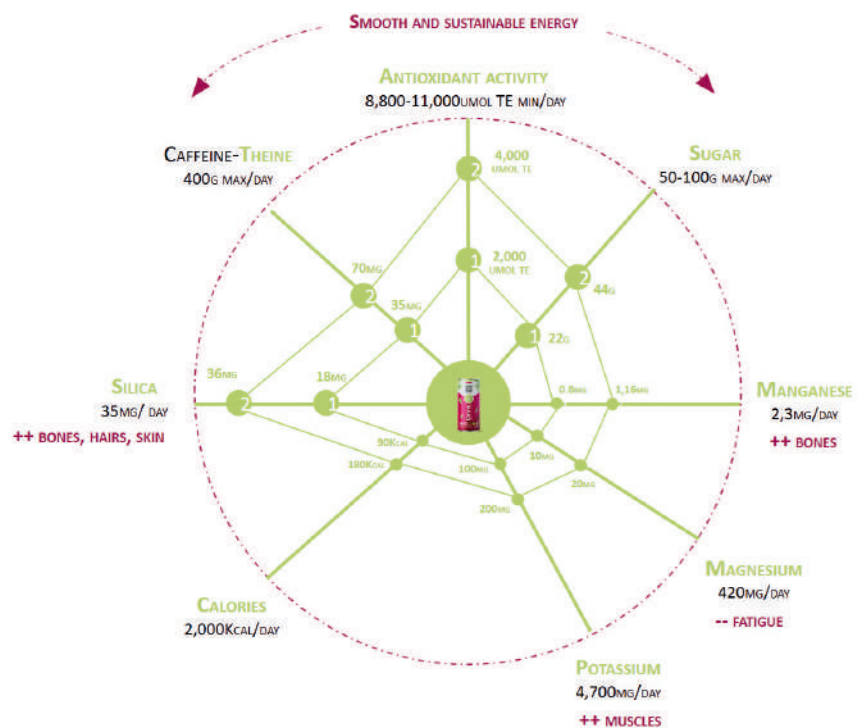 SMOOTH AND SUSTAINABLE ENERGY
ANTIOXIDANT ACTIVITY
8,800-11,000UMOL TE MIN/DAY
CAFFEINE-THEINE
400G MAX/DAY
SUGAR
50-100G MAX/DAY
4,000
UMOL TE
2
2,000
UMOL TE
1
70MG
2
35MG
1
2
44G
1
22G
SILICA
35MG/ DAY
++ BONES, HAIRS, SKIN
36MG
2
18MG
1
0.8MG
1,16MG
MANGANESE
2,3MG/DAY
++ BONES
90KCAL
180KCAL
100MG
200MG
10MG
20MG
CALORIES
2,000KCAL/DAY
MAGNESIUM
420MG/DAY
-- FATIGUE
POTASSIUM
4,700MG/DAY
++ MUSCLES